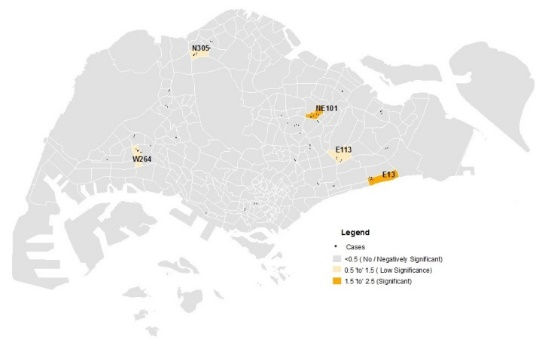 N305
NE101
E113
W264
E13
Legend
Cases
<0.5 ( No / Negatively Significant)
0.5 'to' 1.5 ( Low Significance)
1.5 'to' 2.5 (Significant)